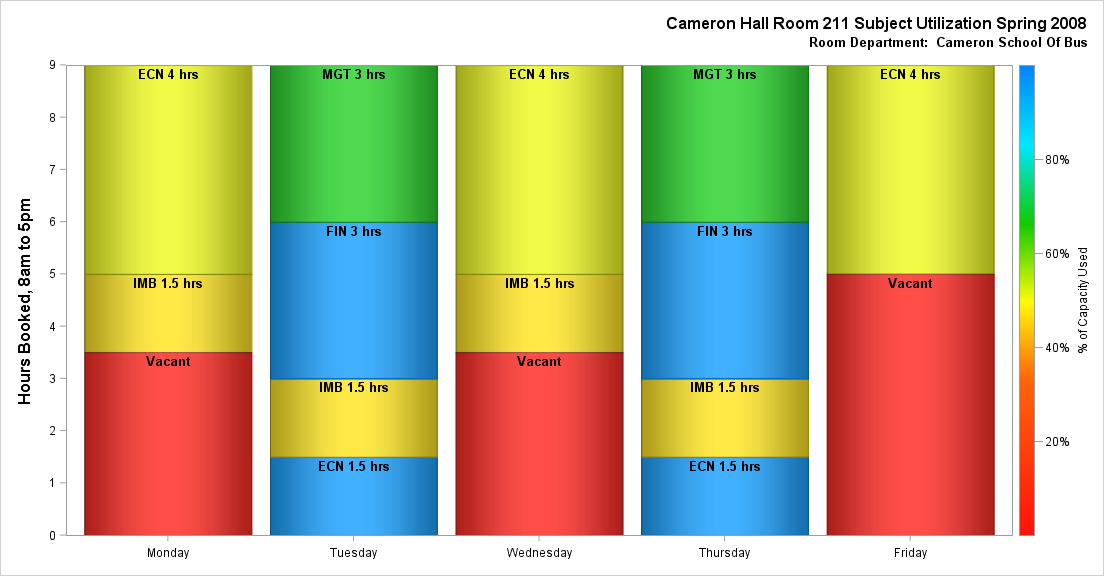 Cameron Hall Room 211 Subject Utilization Spring 2008
Room Department:  Cameron School Of Bus
Hours Booked, 8am to 5pm
9
8
7
6
5
4
3
2
1
0
ECN 4 hrs
IMB 1.5 hrs
Vacant
MGT 3 hrs
FIN 3 hrs
IMB 1.5 hrs
ECN 1.5 hrs
ECN 4 hrs
IMB 1.5 hrs
Vacant
MGT 3 hrs
FIN 3 hrs
IMB 1.5 hrs
ECN 1.5 hrs
ECN 4 hrs
Vacant
Monday
Tuesday
Wednesday
Thursday
Friday
80%
60%
40%
20%
% of Capacity Used